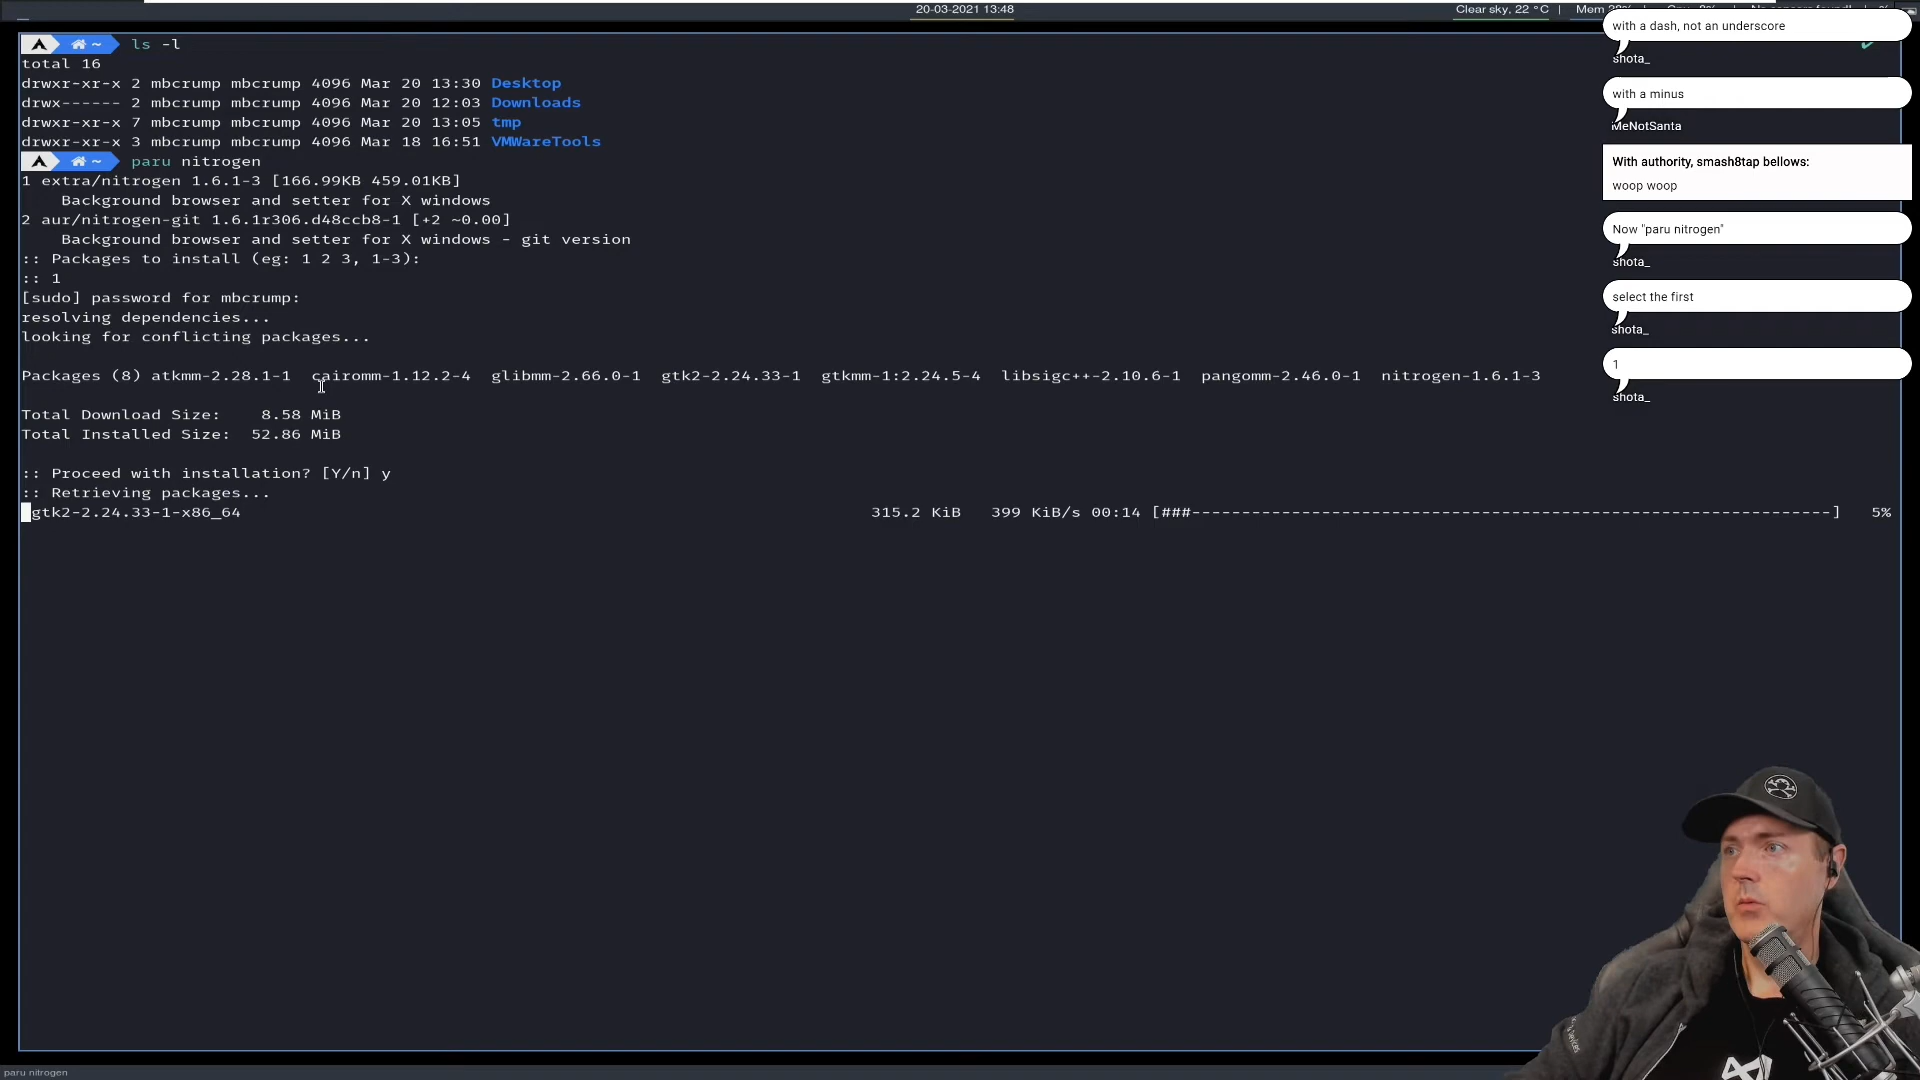 20-03-2021 13:48
Clear sky, 22 °C | Mem
~ ls -l
total 16
drwxr-xr-x 2 mbcrump mbcrump 4096 Mar 20 13:30 Desktop
drwx------ 2 mbcrump mbcrump 4096 Mar 20 12:03 Downloads
drwxr-xr-x 7 mbcrump mbcrump 4096 Mar 20 13:05 tmp
drwxr-xr-x 3 mbcrump mbcrump 4096 Mar 18 16:51 VMWareTools
~ paru nitrogen
1 extra/nitrogen 1.6.1-3 [166.99KB 459.01KB]
Background browser and setter for X windows
2 aur/nitrogen-git 1.6.1r306.d48ccb8-1 [+2 ~0.00]
Background browser and setter for X windows - git version
:: Packages to install (eg: 1 2 3, 1-3):
:: 1
[sudo] password for mbcrump:
resolving dependencies...
looking for conflicting packages...
Packages (8) atkmm-2.28.1-1 cairomm-1.12.2-4 glibmm-2.66.0-1 gtk2-2.24.33-1 gtkmm-1:2.24.5-4 libsigc++-2.10.6-1 pangomm-2.46.0-1 nitrogen-1.6.1-3
Total Download Size: 8.58 MiB
Total Installed Size: 52.86 MiB
:: Proceed with installation? [Y/n] y
:: Retrieving packages...
gtk2-2.24.33-1-x86_64 315.2 KiB 399 KiB/s 00:14 [###----------------------------------------------------------------] 5%
with a dash, not an underscore
shota_
with a minus
MeNotSanta
With authority, smash8tap bellows:
woop woop
Now "paru nitrogen"
shota_
select the first
shota_
1
shota_
paru nitrogen